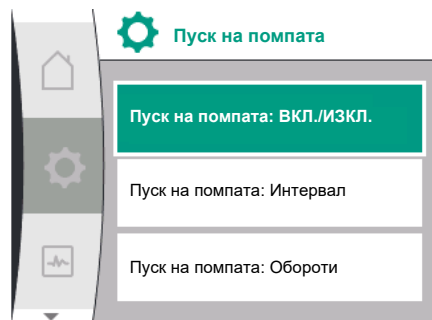 Пуск на помпата
Пуск на помпата: ВКЛ./ИЗКЛ.
Пуск на помпата: Интервал
Пуск на помпата: Обороти